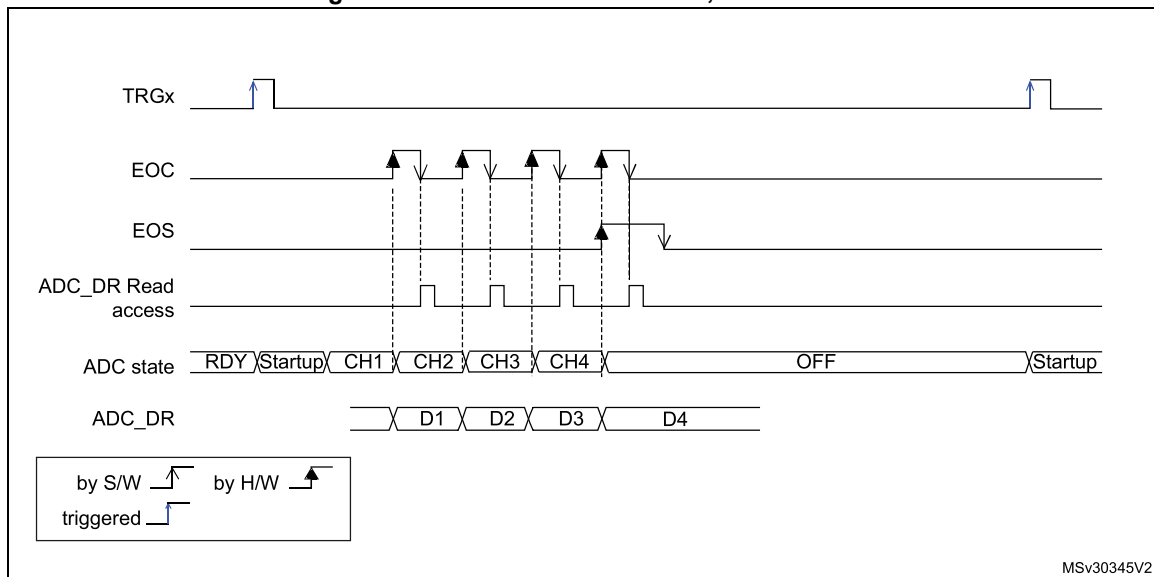 TRGx
EOC
EOS
ADC_DR Read
access
ADC state RDY Startup CH1 CH2 CH3 CH4 OFF Startup
ADC_DR D1 D2 D3 D4
by S/W by H/W
triggered
MSv30345V2